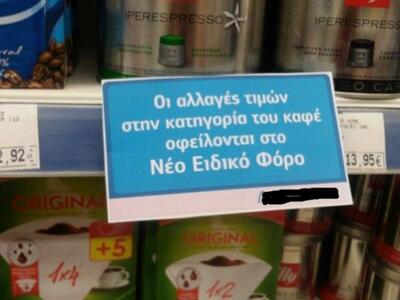 IPERESPRESSO
IPERESPRESSO
Οι αλλαγές τιμών
στην κατηγορία του καφέ
οφείλονται στο
Νέο Ειδικό Φόρο
2,92€
13,95€
ORIGINAL
+5
1x4
ORIGINAL
1x2
illy